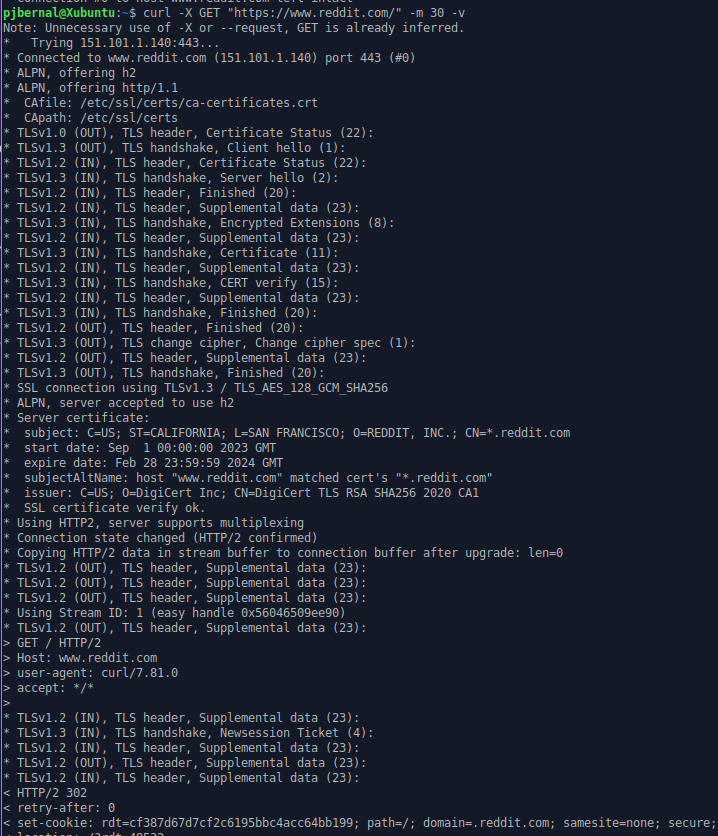 pjbernal@Xubuntu:~$ curl -X GET "https://www.reddit.com/" -m 30 -v
Note: Unnecessary use of -X or --request, GET is already inferred.
*   Trying 151.101.1.140:443...
* Connected to www.reddit.com (151.101.1.140) port 443 (#0)
* ALPN, offering h2
* ALPN, offering http/1.1
*  CAfile: /etc/ssl/certs/ca-certificates.crt
*  CApath: /etc/ssl/certs
* TLSv1.0 (OUT), TLS header, Certificate Status (22):
* TLSv1.3 (OUT), TLS handshake, Client hello (1):
* TLSv1.2 (IN), TLS header, Certificate Status (22):
* TLSv1.3 (IN), TLS handshake, Server hello (2):
* TLSv1.2 (IN), TLS header, Finished (20):
* TLSv1.2 (IN), TLS header, Supplemental data (23):
* TLSv1.3 (IN), TLS handshake, Encrypted Extensions (8):
* TLSv1.2 (IN), TLS header, Supplemental data (23):
* TLSv1.3 (IN), TLS handshake, Certificate (11):
* TLSv1.2 (IN), TLS header, Supplemental data (23):
* TLSv1.3 (IN), TLS handshake, CERT verify (15):
* TLSv1.2 (IN), TLS header, Supplemental data (23):
* TLSv1.3 (IN), TLS handshake, Finished (20):
* TLSv1.2 (OUT), TLS header, Finished (20):
* TLSv1.3 (OUT), TLS change cipher, Change cipher spec (1):
* TLSv1.2 (OUT), TLS header, Supplemental data (23):
* TLSv1.3 (OUT), TLS handshake, Finished (20):
* SSL connection using TLSv1.3 / TLS_AES_128_GCM_SHA256
* ALPN, server accepted to use h2
* Server certificate:
*  subject: C=US; ST=CALIFORNIA; L=SAN FRANCISCO; O=REDDIT, INC.; CN=*.reddit.com
*  start date: Sep  1 00:00:00 2023 GMT
*  expire date: Feb 28 23:59:59 2024 GMT
*  subjectAltName: host "www.reddit.com" matched cert's "*.reddit.com"
*  issuer: C=US; O=DigiCert Inc; CN=DigiCert TLS RSA SHA256 2020 CA1
*  SSL certificate verify ok.
* Using HTTP2, server supports multiplexing
* Connection state changed (HTTP/2 confirmed)
* Copying HTTP/2 data in stream buffer to connection buffer after upgrade: len=0
* TLSv1.2 (OUT), TLS header, Supplemental data (23):
* TLSv1.2 (OUT), TLS header, Supplemental data (23):
* TLSv1.2 (OUT), TLS header, Supplemental data (23):
* Using Stream ID: 1 (easy handle 0x56046509ee90)
* TLSv1.2 (OUT), TLS header, Supplemental data (23):
> GET / HTTP/2
> Host: www.reddit.com
> user-agent: curl/7.81.0
> accept: */*
>
* TLSv1.2 (IN), TLS header, Supplemental data (23):
* TLSv1.3 (IN), TLS handshake, Newsession Ticket (4):
* TLSv1.2 (IN), TLS header, Supplemental data (23):
* TLSv1.2 (OUT), TLS header, Supplemental data (23):
* TLSv1.2 (IN), TLS header, Supplemental data (23):
< HTTP/2 302
< retry-after: 0
< set-cookie: rdt=cf387d67d7cf2c6195bbc4acc64bb199; path=/; domain=.reddit.com; samesite=none; secure;